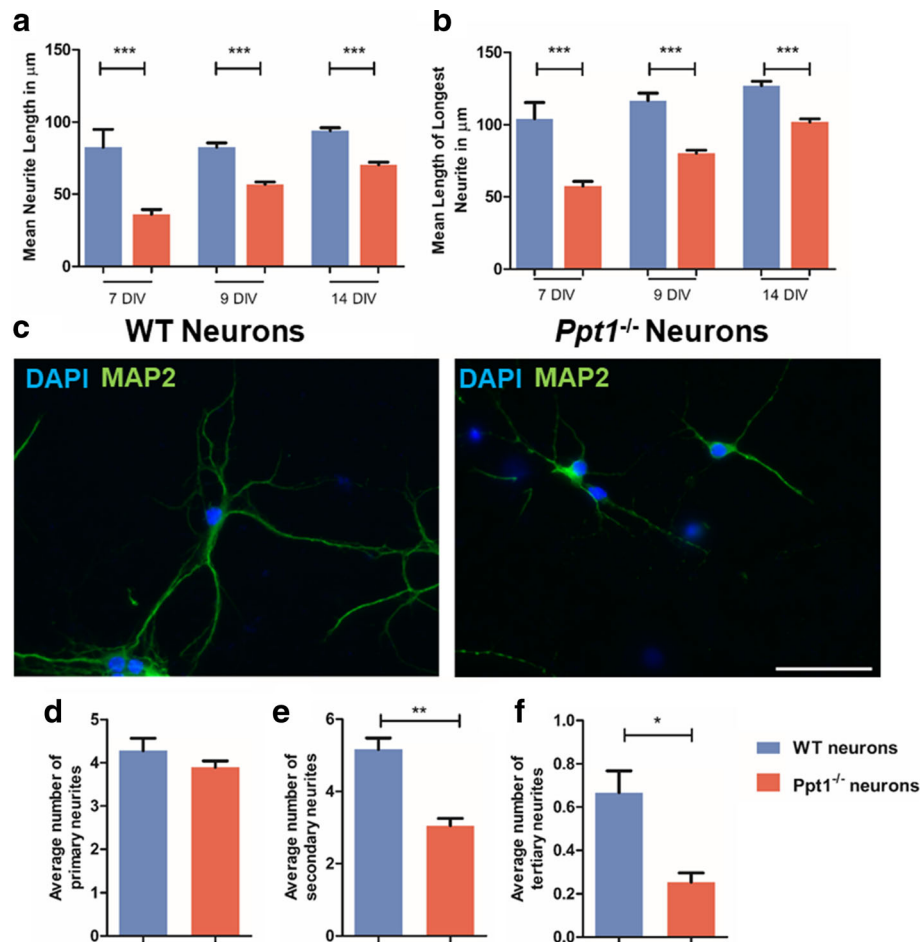 a
Mean Neurite Length in μm
150
100
50
0
***
***
***
7 DIV
9 DIV
14 DIV
b
Mean Length of Longest
Neurite in μm
150
100
50
0
***
***
***
7 DIV
9 DIV
14 DIV
c
WT Neurons
Ppt1-/- Neurons
DAPI MAP2
DAPI MAP2
d
Average number of
primary neurites
5
4
3
2
1
0
e
Average number of
secondary neurites
6
4
2
0
**
f
Average number of
tertiary neurites
1.0
0.8
0.6
0.4
0.2
0.0
*
WT neurons
Ppt1-/- neurons